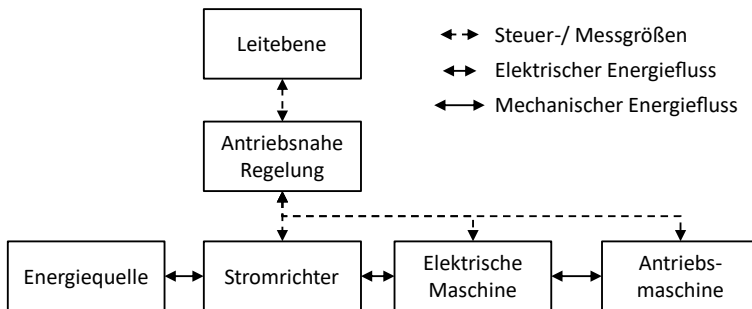 Leitebene
Steuer-/ Messgrößen
Elektrischer Energiefluss
Mechanischer Energiefluss
Antriebsnahe
Regelung
Energiequelle
Stromrichter
Elektrische
Maschine
Antriebs-
maschine